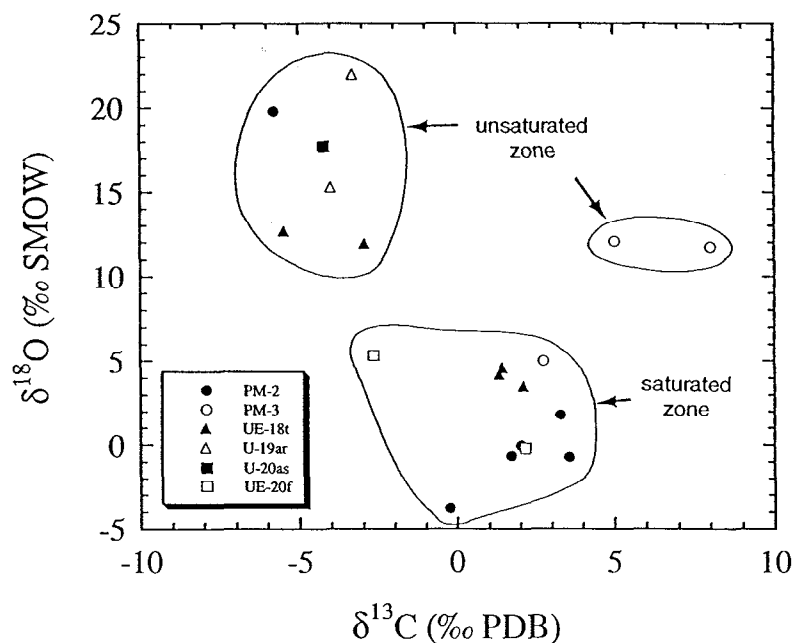 25
20
15
10
5
0
-5
δ¹⁸O (‰ SMOW)
unsaturated
zone
saturated
zone
PM-2
PM-3
UE-18t
U-19ar
U-20as
UE-20f
-10
-5
0
5
10
δ¹³C (‰ PDB)